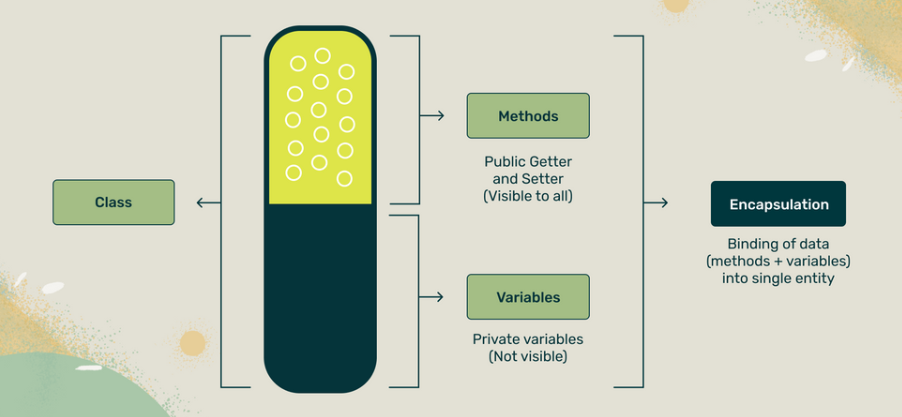 Class
Methods
Public Getter
and Setter
(Visible to all)
Variables
Private variables
(Not visible)
Encapsulation
Binding of data
(methods + variables)
into single entity